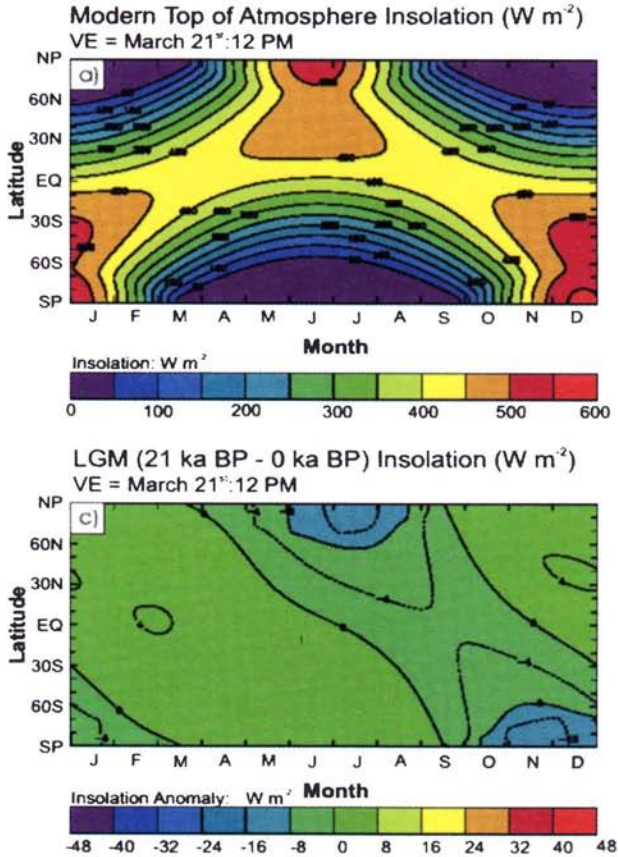 Modern Top of Atmosphere Insolation (W m-2)
VE = March 21st:12 PM
a)
NP
60N
30N
EQ
30S
60S
SP
Latitude
J F M A M J J A S O N D
Month
Insolation: W m-2
0 100 200 300 400 500 600
LGM (21 ka BP - 0 ka BP) Insolation (W m-2)
VE = March 21st:12 PM
c)
NP
60N
30N
EQ
30S
60S
SP
Latitude
J F M A M J J A S O N D
Month
Insolation Anomaly: W m-2
-48 -40 -32 -24 -16 -8 0 8 16 24 32 40 48